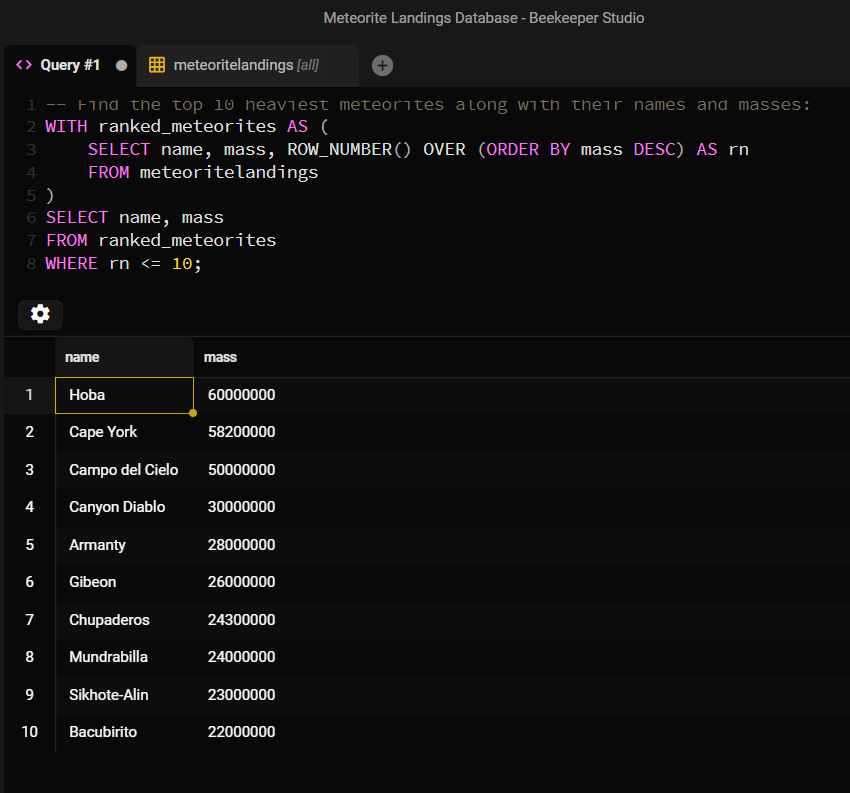 Meteorite Landings Database - Beekeeper Studio
<> Query #1 meteoritelandings [all] +
1 -- Find the top 10 heaviest meteorites along with their names and masses:
2 WITH ranked_meteorites AS (
3 SELECT name, mass, ROW_NUMBER() OVER (ORDER BY mass DESC) AS rn
4 FROM meteoritelandings
5 )
6 SELECT name, mass
7 FROM ranked_meteorites
8 WHERE rn <= 10;
name mass
1 Hoba 60000000
2 Cape York 58200000
3 Campo del Cielo 50000000
4 Canyon Diablo 30000000
5 Armanty 28000000
6 Gibeon 26000000
7 Chupaderos 24300000
8 Mundrabilla 24000000
9 Sikhote-Alin 23000000
10 Bacubirito 22000000